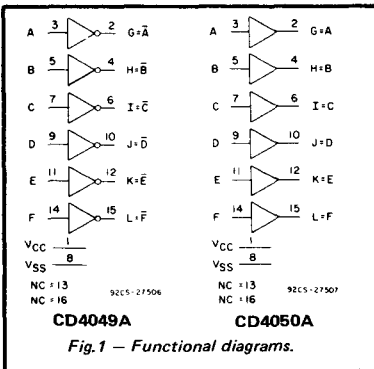 A 3 2 G=A̅ A 3 2 G=A
B 5 4 H=B̅ B 5 4 H=B
C 7 6 I=C̅ C 7 6 I=C
D 9 10 J=D̅ D 9 10 J=D
E 11 12 K=E̅ E 11 12 K=E
F 14 15 L=F̅ F 14 15 L=F
VCC 1 VCC 1
VSS 8 VSS 8
NC = 13 NC = 13
NC = 16 92CS-27506 NC = 16 92CS-27507
CD4049A CD4050A
Fig. 1 — Functional diagrams.